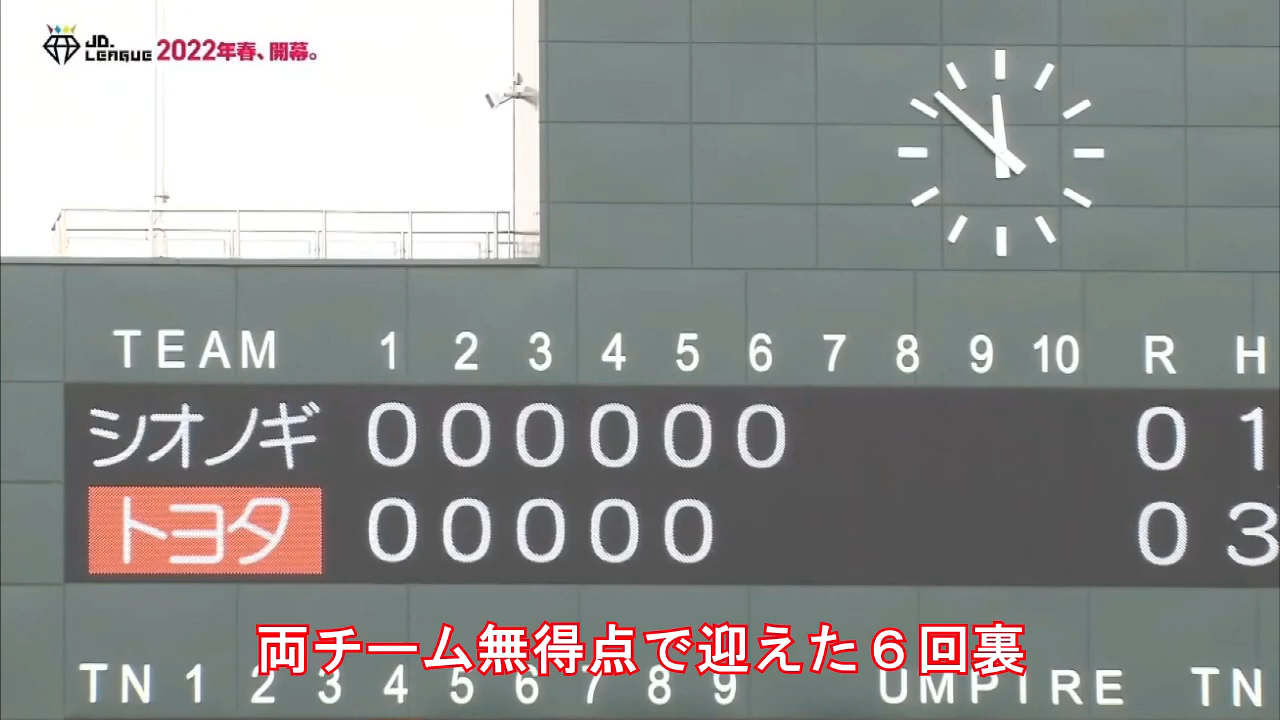 JD.LEAGUE 2022年春、開幕。
TEAM 1 2 3 4 5 6 7 8 9 10 R H
シオノギ 0 0 0 0 0 0 0 1
トヨタ 0 0 0 0 0 0 3
両チーム無得点で迎えた６回裏
TN 1 2 3 4 5 6 7 8 9 UMPIRE TN